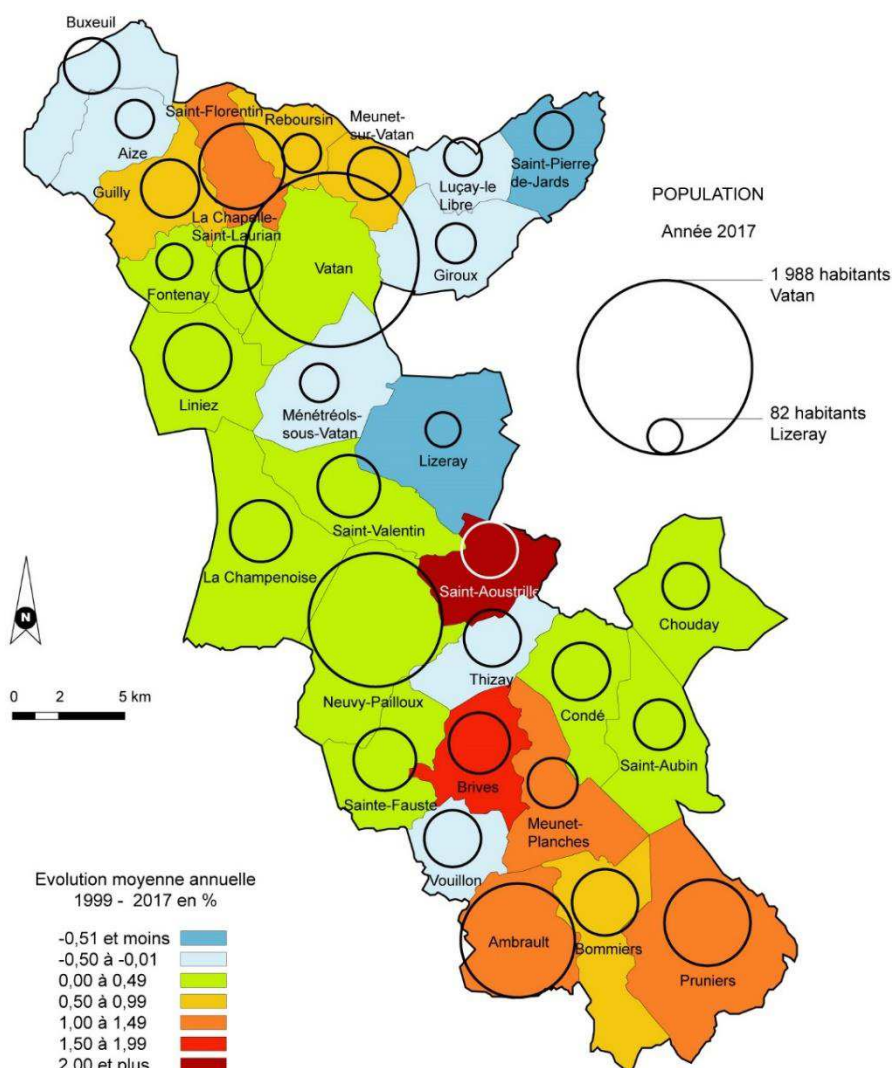 Buxeuil
Saint-Florentin
Reboursin
Meunet-
sur-Vatan
Aize
Guilly
Luçay-le
Libre
Saint-Pierre
de-Jards
La Chapelle-
Saint-Laurian
Vatan
Giroux
Fontenay
Liniez
Ménétréols-
sous-Vatan
Lizeray
Saint-Valentin
La Champenoise
Saint-Aoustrille
Chouday
Thizay
Neuvy-Pailloux
Condé
Saint-Aubin
Brives
Sainte-Fauste
Meunet-
Planches
Vouillon
Ambrault
Bommiers
Pruniers
POPULATION
Année 2017
1 988 habitants
Vatan
82 habitants
Lizeray
N
0 2 5 km
Evolution moyenne annuelle
1999 - 2017 en %
-0,51 et moins
-0,50 à -0,01
0,00 à 0,49
0,50 à 0,99
1,00 à 1,49
1,50 à 1,99
2,00 et plus